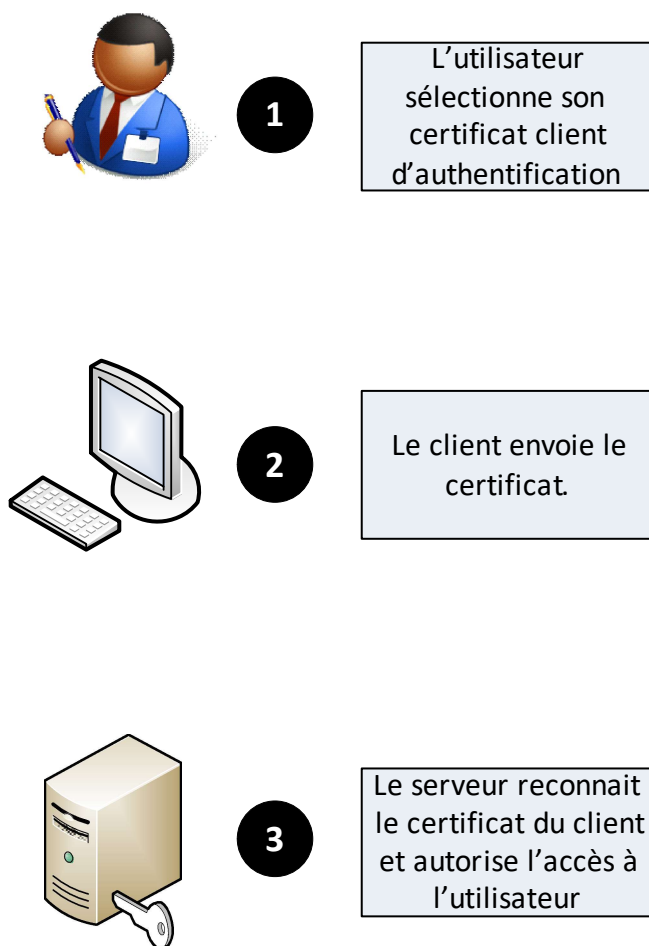 1
L’utilisateur
sélectionne son
certificat client
d’authentification
2
Le client envoie le
certificat.
3
Le serveur reconnait
le certificat du client
et autorise l’accès à
l’utilisateur